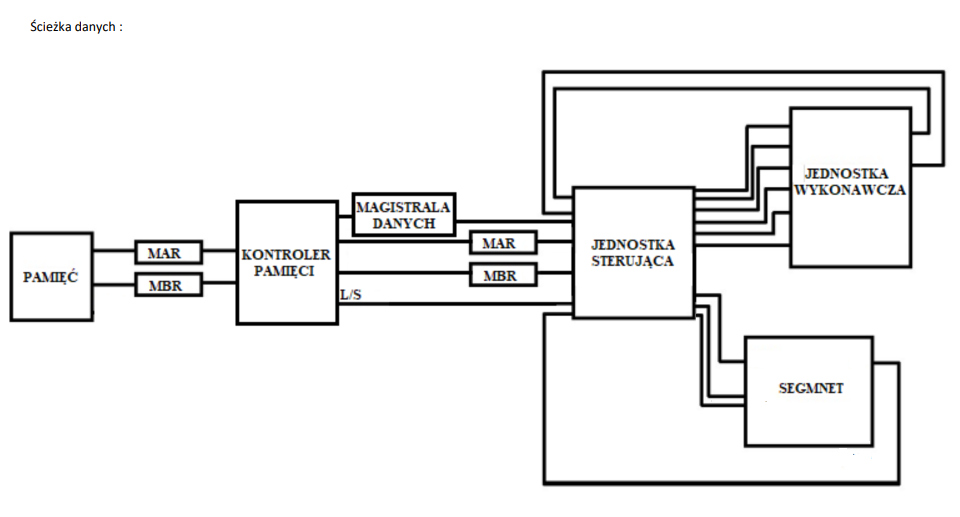 Ścieżka danych :
MAGISTRALA
DANYCH
JEDNOSTKA
WYKONAWCZA
PAMIĘĆ
MAR
MBR
KONTROLER
PAMIĘCI
MAR
MBR
L/S
JEDNOSTKA
STERUJĄCA
SEGMNET